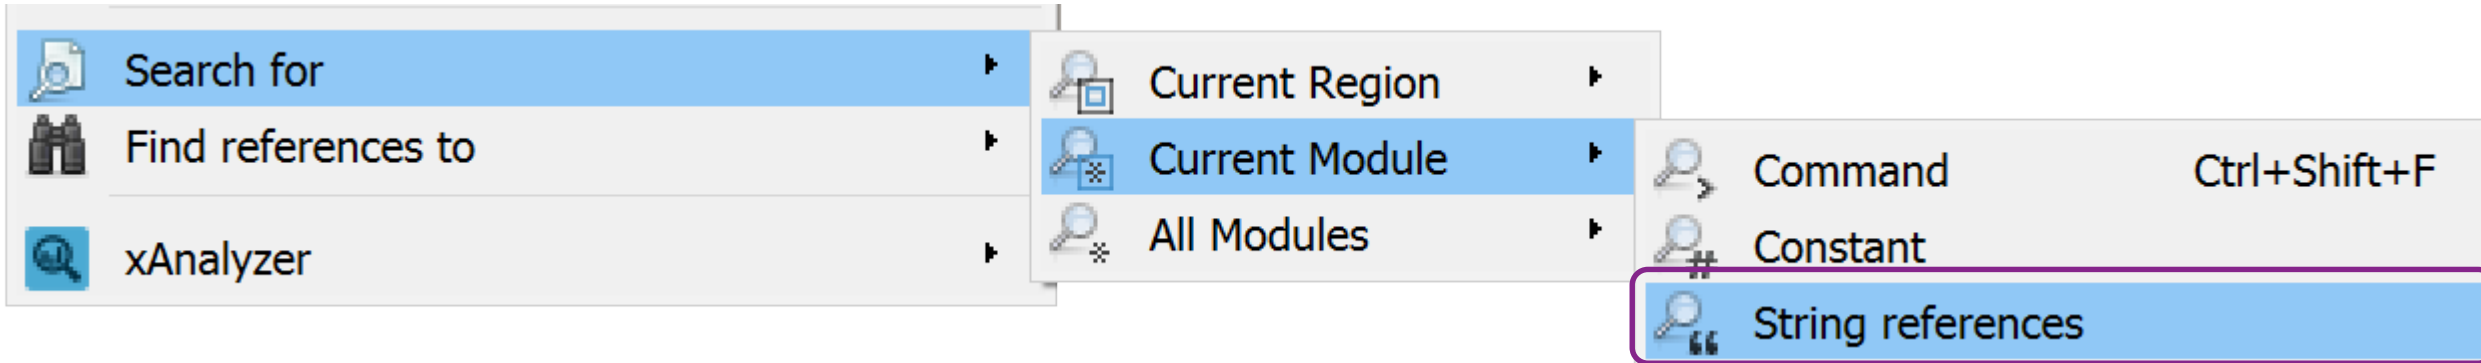 Search for
Find references to
xAnalyzer
Current Region
Current Module
All Modules
Command Ctrl+Shift+F
Constant
String references